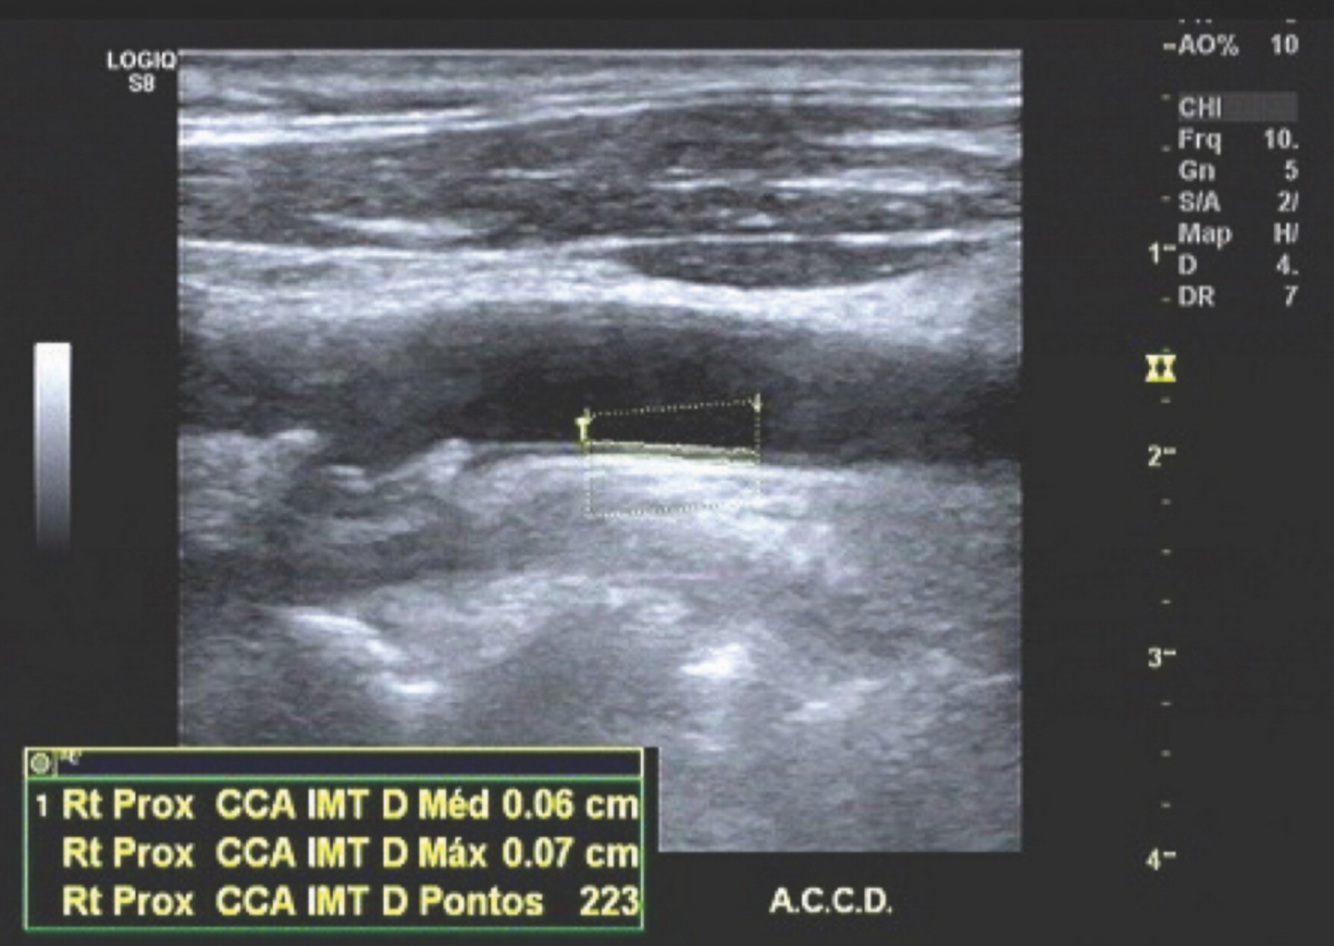 LOGIQ
S8
AO% 10
CHI
Frq 10.
Gn 5
S/A 2/
Map H/
D 4.
DR 7
1
2
3
4
1 Rt Prox CCA IMT D Méd 0.06 cm
Rt Prox CCA IMT D Máx 0.07 cm
Rt Prox CCA IMT D Pontos 223
A.C.C.D.